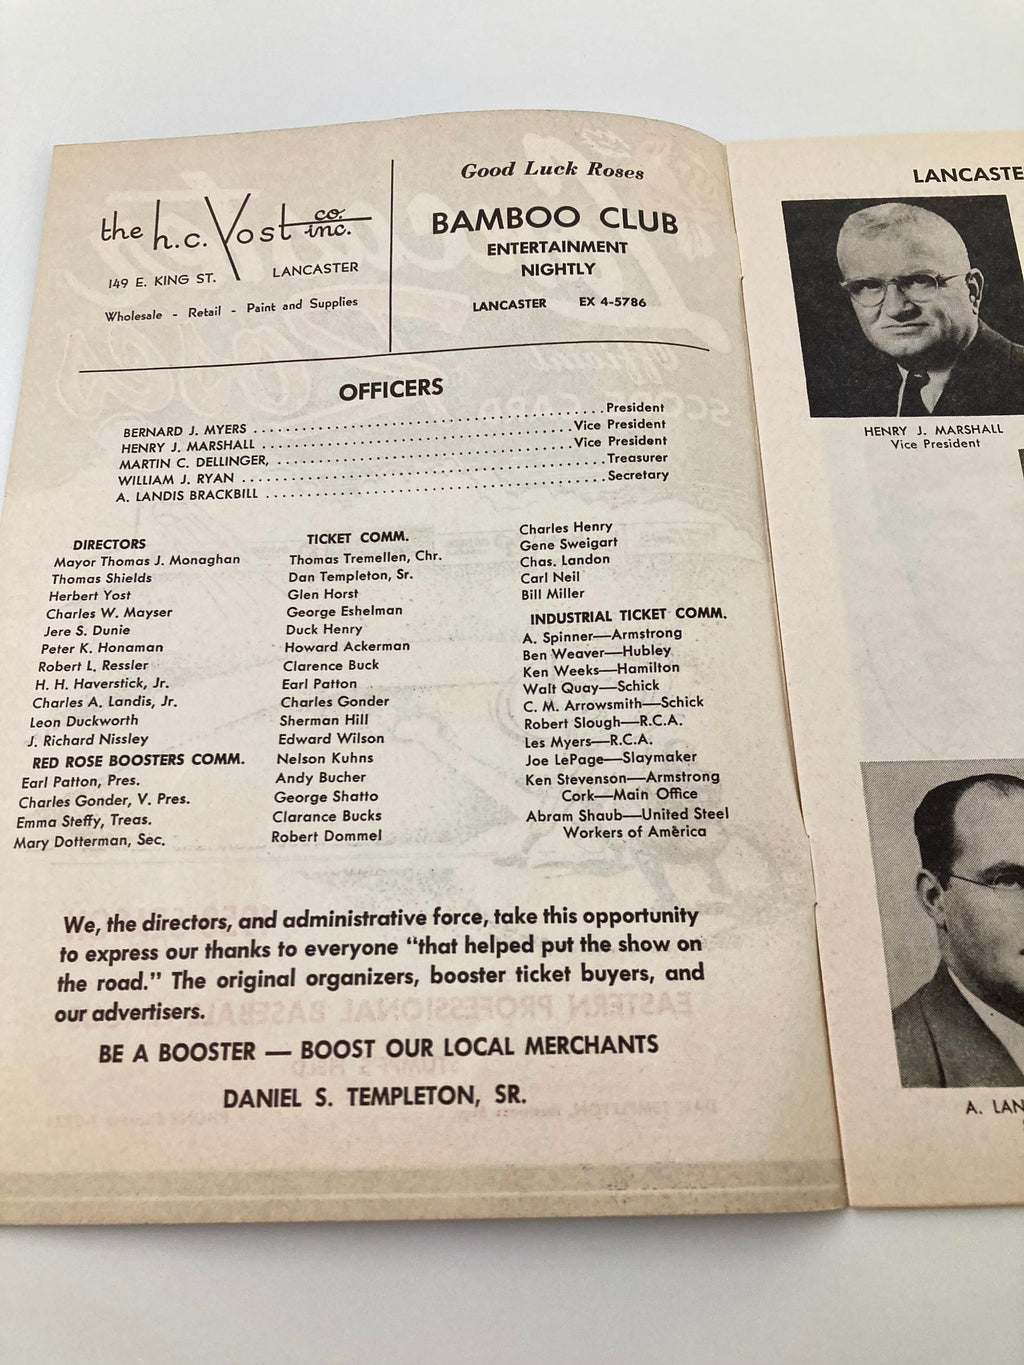 the h.c. Yost co. inc.
149 E. KING ST. LANCASTER
Wholesale - Retail - Paint and Supplies
Good Luck Roses
BAMBOO CLUB
ENTERTAINMENT
NIGHTLY
LANCASTER EX 4-5786
OFFICERS
BERNARD J. MYERS . . . . . . . . . . President
HENRY J. MARSHALL . . . . . . . . . . Vice President
MARTIN C. DELLINGER, . . . . . . . . . . Vice President
WILLIAM J. RYAN . . . . . . . . . . Treasurer
A. LANDIS BRACKBILL . . . . . . . . . . Secretary
DIRECTORS
Mayor Thomas J. Monaghan
Thomas Shields
Herbert Yost
Charles W. Mayser
Jere S. Dunie
Peter K. Honaman
Robert L. Ressler
H. H. Haverstick, Jr.
Charles A. Landis, Jr.
Leon Duckworth
J. Richard Nissley
RED ROSE BOOSTERS COMM.
Earl Patton, Pres.
Charles Gonder, V. Pres.
Emma Steffy, Treas.
Mary Dotterman, Sec.
TICKET COMM.
Thomas Tremellen, Chr.
Dan Templeton, Sr.
Glen Horst
George Eshelman
Duck Henry
Howard Ackerman
Clarence Buck
Earl Patton
Charles Gonder
Sherman Hill
Edward Wilson
Nelson Kuhns
Andy Bucher
George Shatto
Clarance Bucks
Robert Dommel
Charles Henry
Gene Sweigart
Chas. Landon
Carl Neil
Bill Miller
INDUSTRIAL TICKET COMM.
A. Spinner—Armstrong
Ben Weaver—Hubley
Ken Weeks—Hamilton
Walt Quay—Schick
C. M. Arrowsmith—Schick
Robert Slough—R.C.A.
Les Myers—R.C.A.
Joe LePage—Slaymaker
Ken Stevenson—Armstrong
Cork—Main Office
Abram Shaub—United Steel
Workers of America
We, the directors, and administrative force, take this opportunity
to express our thanks to everyone “that helped put the show on
the road.” The original organizers, booster ticket buyers, and
our advertisers.
BE A BOOSTER — BOOST OUR LOCAL MERCHANTS
DANIEL S. TEMPLETON, SR.
LANCASTE
HENRY J. MARSHALL
Vice President
A. LAN